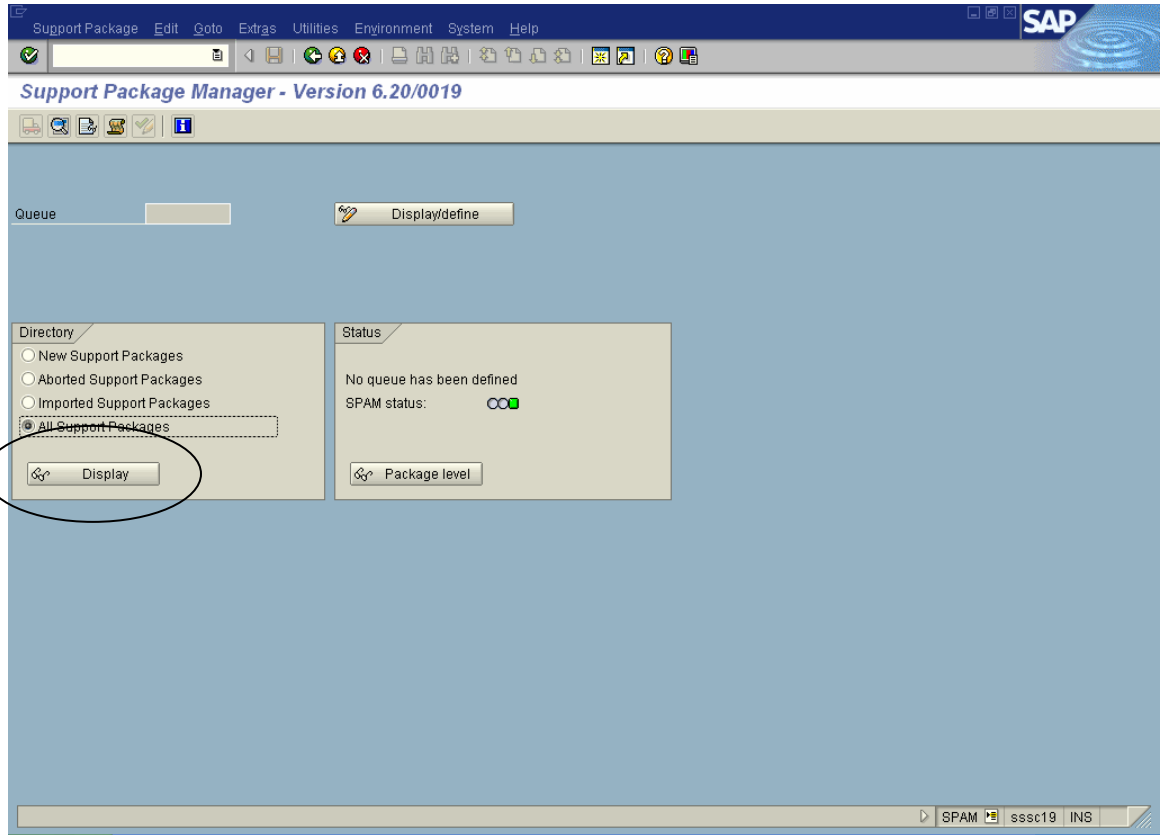 Support Package Edit Goto Extras Utilities Environment System Help
SAP
Support Package Manager - Version 6.20/0019
Queue
Display/define
Directory
New Support Packages
Aborted Support Packages
Imported Support Packages
All Support Packages
Display
Status
No queue has been defined
SPAM status:
Package level
SPAM sssc19 INS